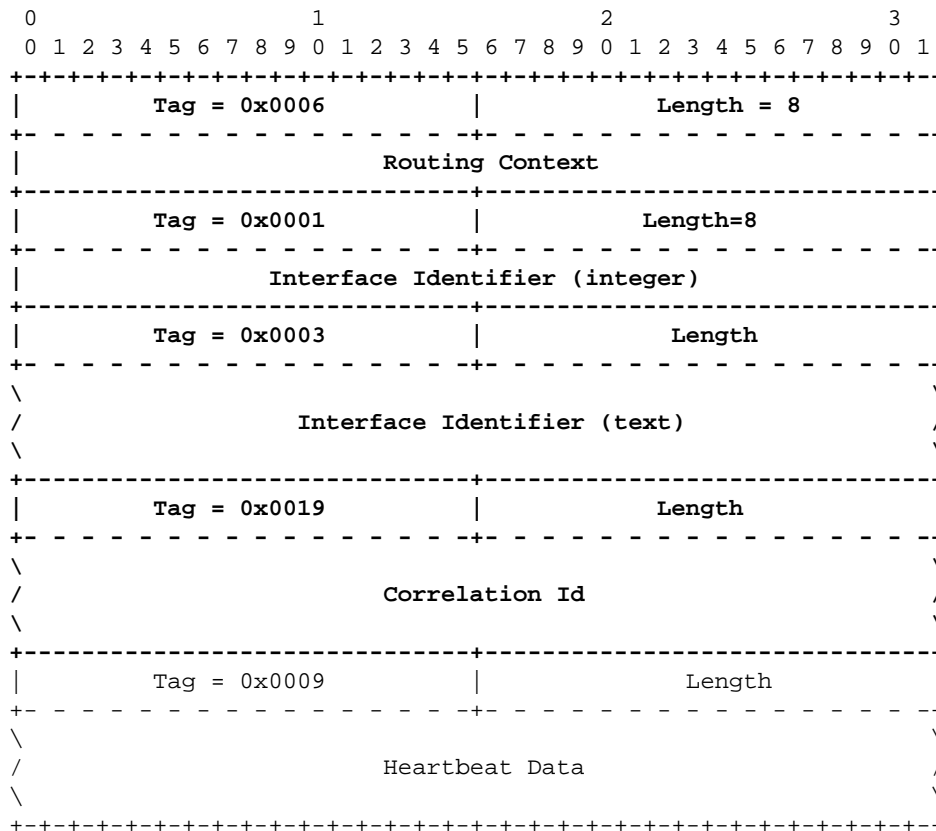 0                   1                   2                   3
0 1 2 3 4 5 6 7 8 9 0 1 2 3 4 5 6 7 8 9 0 1 2 3 4 5 6 7 8 9 0 1
+-+-+-+-+-+-+-+-+-+-+-+-+-+-+-+-+-+-+-+-+-+-+-+-+-+-+-+-+-+-+-+-
|         Tag = 0x0006          |            Length = 8
+- - - - - - - - - - - - - - - -+- - - - - - - - - - - - - - - --
|                         Routing Context
+-------------------------------+--------------------------------
|         Tag = 0x0001          |           Length=8
+- - - - - - - - - - - - - - - -+- - - - - - - - - - - - - - - --
|                 Interface Identifier (integer)
+-------------------------------+--------------------------------
|         Tag = 0x0003          |             Length
+- - - - - - - - - - - - - - - -+- - - - - - - - - - - - - - - --
\                                                               \
/                   Interface Identifier (text)                 /
\                                                               \
+-------------------------------+--------------------------------
|         Tag = 0x0019          |            Length
+- - - - - - - - - - - - - - - -+- - - - - - - - - - - - - - - --
\                                                               \
/                         Correlation Id                        /
\                                                               \
+-------------------------------+--------------------------------
|         Tag = 0x0009          |              Length
+- - - - - - - - - - - - - - - -+- - - - - - - - - - - - - - - --
\                                                               \
/                         Heartbeat Data                        /
\                                                               \
+-+-+-+-+-+-+-+-+-+-+-+-+-+-+-+-+-+-+-+-+-+-+-+-+-+-+-+-+-+-+-+-